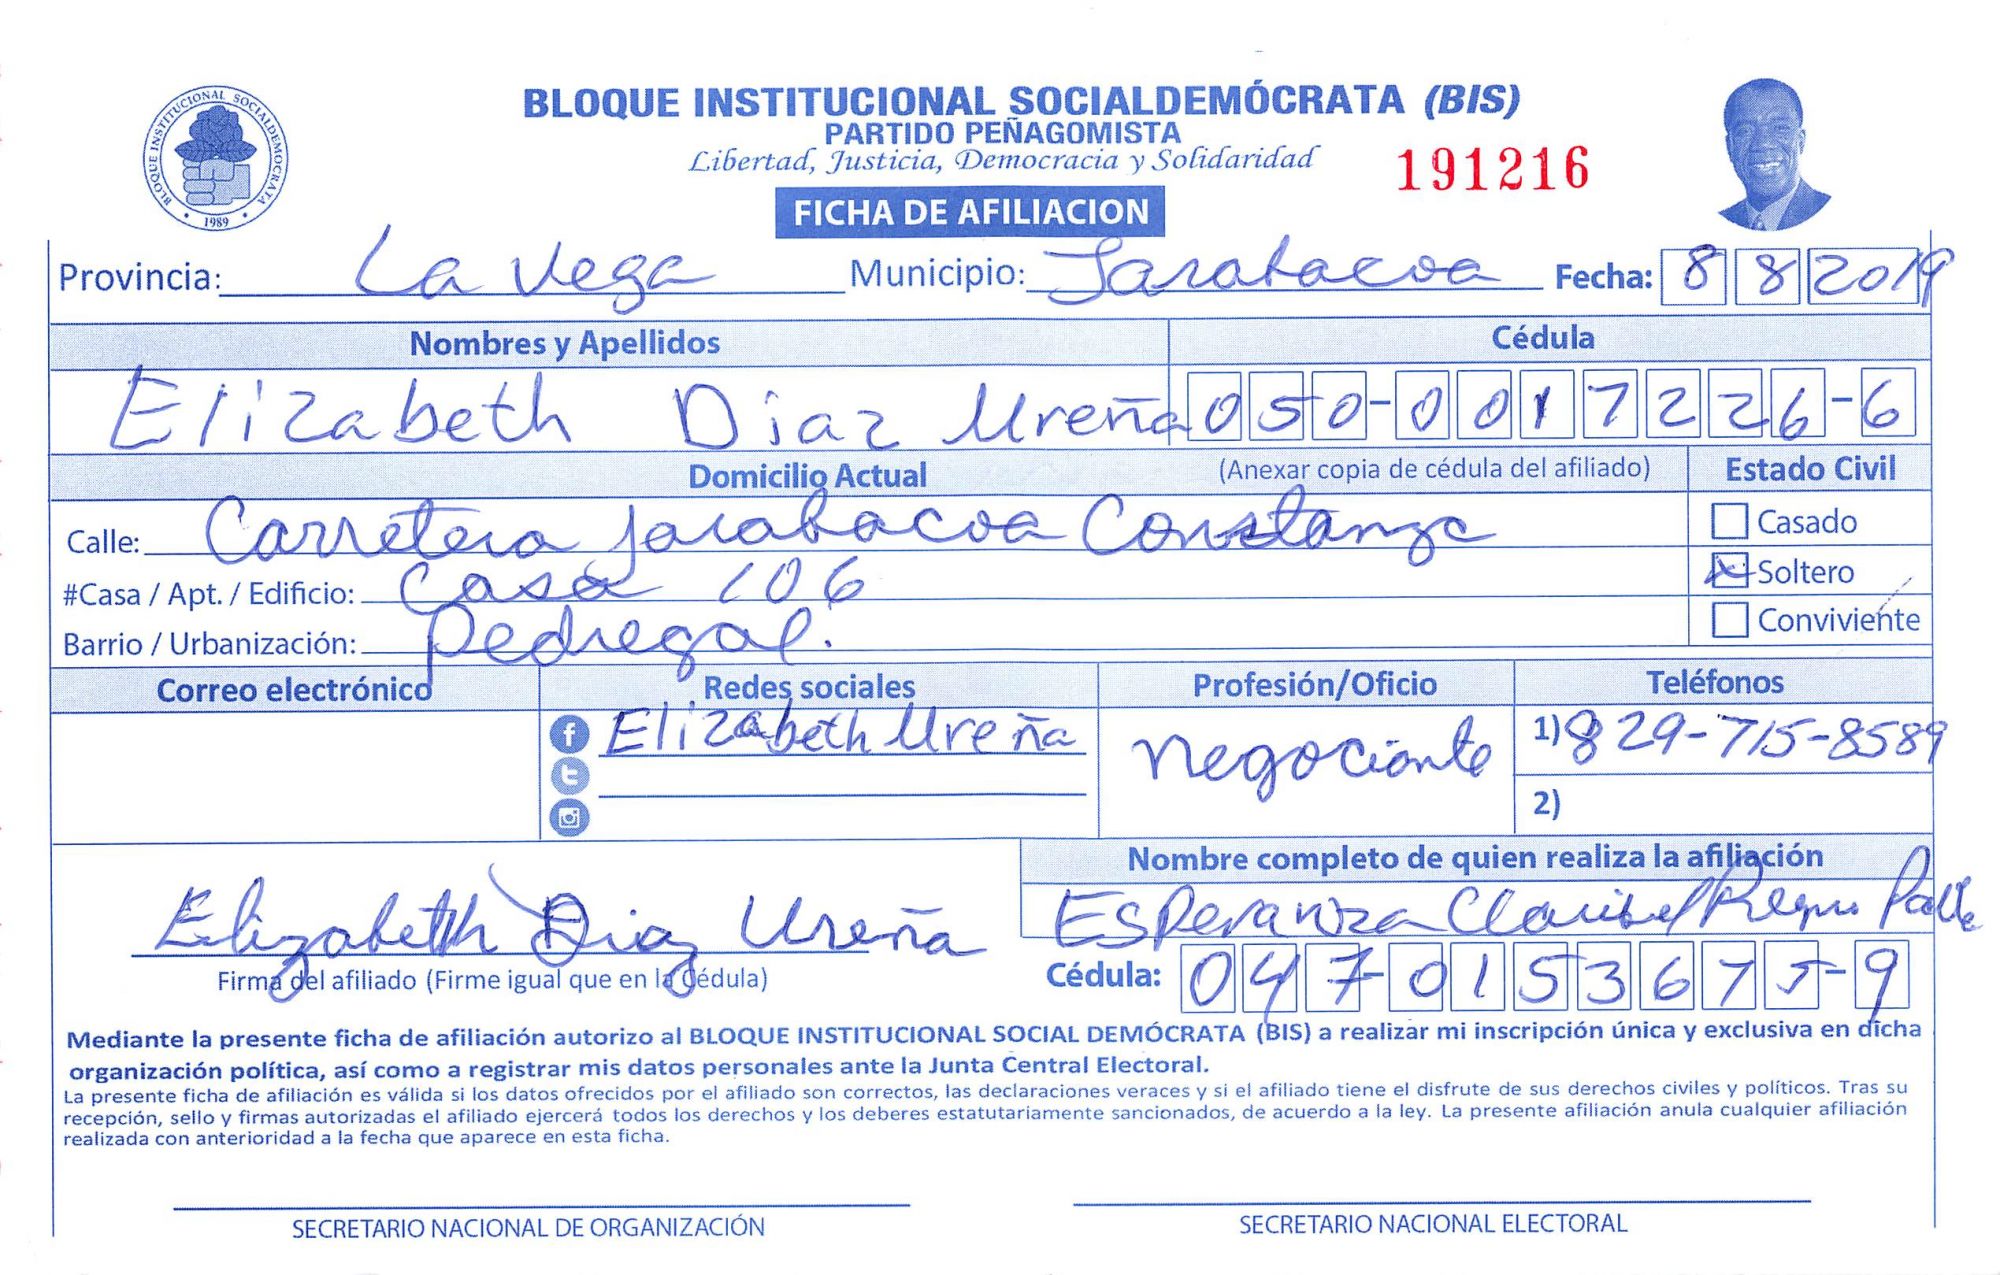 BLOQUE INSTITUCIONAL SOCIALDEMOCRATA
1989
BLOQUE INSTITUCIONAL SOCIALDEMÓCRATA (BIS)
PARTIDO PEÑAGOMISTA
Libertad, Justicia, Democracia y Solidaridad
191216
FICHA DE AFILIACION
Provincia: La Vega Municipio: Jarabacoa Fecha: 8 8 2019
Nombres y Apellidos Cédula
Elizabeth Diaz Ureña 050-0017226-6
Domicilio Actual (Anexar copia de cédula del afiliado) Estado Civil
Calle: Carretera Jarabacoa Constanza Casado
#Casa / Apt. / Edificio: Casa 106 X Soltero
Barrio / Urbanización: Pedregal. Conviviente
Correo electrónico Redes sociales Profesión/Oficio Teléfonos
Elizabeth Ureña negociante 1) 829-715-8589
2)
Nombre completo de quien realiza la afiliación
Elizabeth Diaz Ureña Esperanza Claribel
Firma del afiliado (Firme igual que en la Cédula) Cédula: 047-0153675-9
Mediante la presente ficha de afiliación autorizo al BLOQUE INSTITUCIONAL SOCIAL DEMÓCRATA (BIS) a realizar mi inscripción única y exclusiva en dicha
organización política, así como a registrar mis datos personales ante la Junta Central Electoral.
La presente ficha de afiliación es válida si los datos ofrecidos por el afiliado son correctos, las declaraciones veraces y si el afiliado tiene el disfrute de sus derechos civiles y políticos. Tras su
recepción, sello y firmas autorizadas el afiliado ejercerá todos los derechos y los deberes estatutariamente sancionados, de acuerdo a la ley. La presente afiliación anula cualquier afiliación
realizada con anterioridad a la fecha que aparece en esta ficha.
SECRETARIO NACIONAL DE ORGANIZACIÓN SECRETARIO NACIONAL ELECTORAL